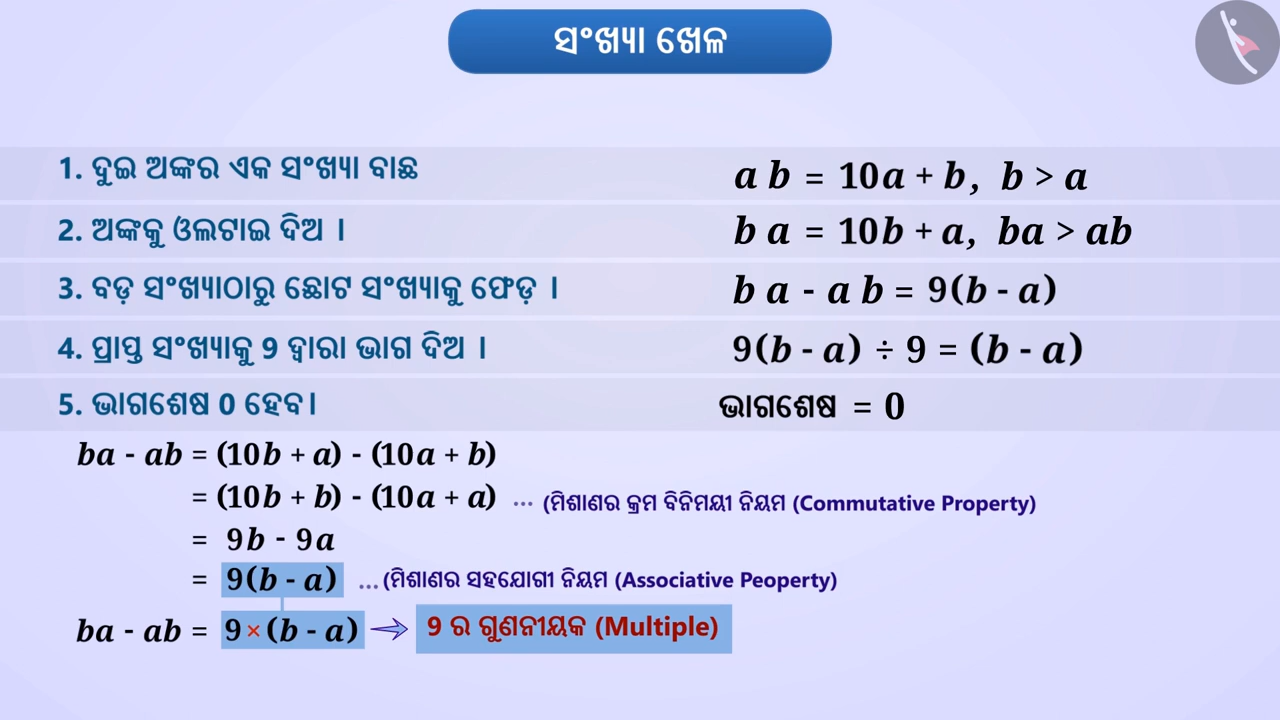 ସଂଖ୍ୟା ଖେଳ
1. ଦୁଇ ଅଙ୍କର ଏକ ସଂଖ୍ୟା ବାଛ
a b = 10a + b, b > a
2. ଅଙ୍କକୁ ଓଲଟାଇ ଦିଅ ।
b a = 10b + a, ba > ab
3. ବଡ଼ ସଂଖ୍ୟାଠାରୁ ଛୋଟ ସଂଖ୍ୟାକୁ ଫେଡ଼ ।
b a - a b = 9(b - a)
4. ପ୍ରାପ୍ତ ସଂଖ୍ୟାକୁ 9 ଦ୍ୱାରା ଭାଗ ଦିଅ ।
9(b - a) ÷ 9 = (b - a)
5. ଭାଗଶେଷ 0 ହେବ।
ଭାଗଶେଷ = 0
ba - ab = (10b + a) - (10a + b)
= (10b + b) - (10a + a) ... (ମିଶାଣର କ୍ରମ ବିନିମୟୀ ନିୟମ (Commutative Property)
= 9b - 9a
= 9(b - a) ... (ମିଶାଣର ସହଯୋଗୀ ନିୟମ (Associative Peoperty)
ba - ab = 9 × (b - a) → 9 ର ଗୁଣନୀୟକ (Multiple)